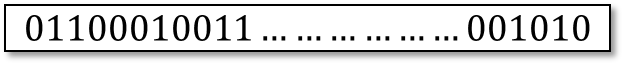 01100010011 … … … … … … 001010